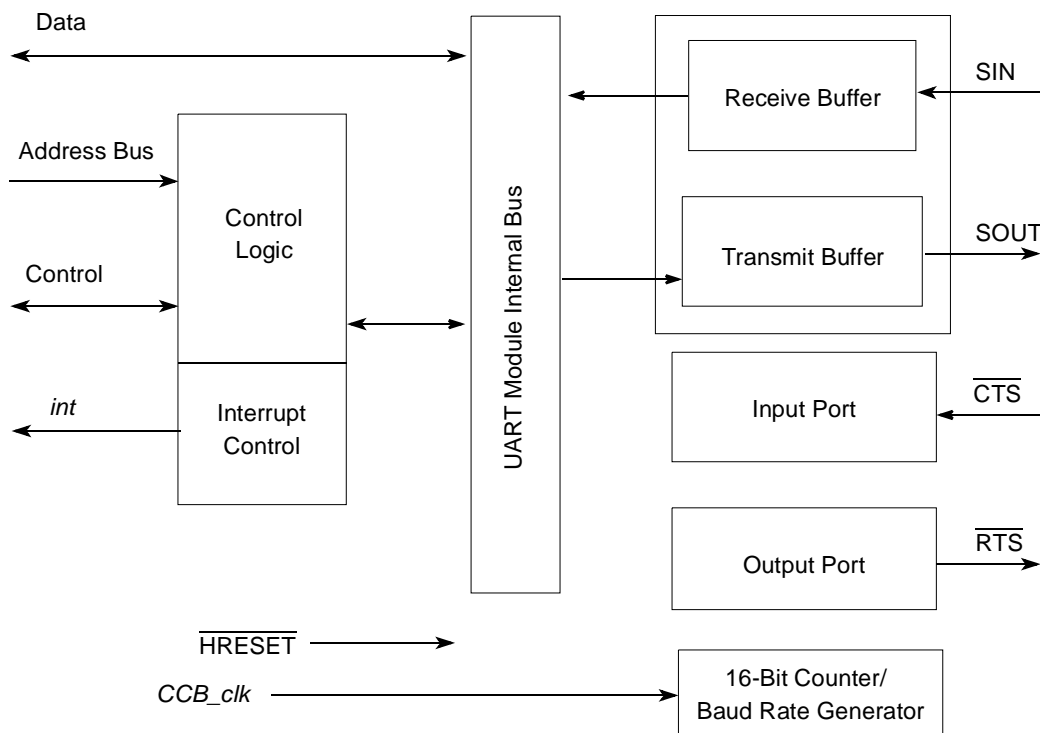 Data
SIN
Receive Buffer
Address Bus
Control
Logic
UART Module Internal Bus
SOUT
Transmit Buffer
Control
int
Interrupt
Control
CTS
Input Port
RTS
Output Port
HRESET
CCB_clk
16-Bit Counter/
Baud Rate Generator